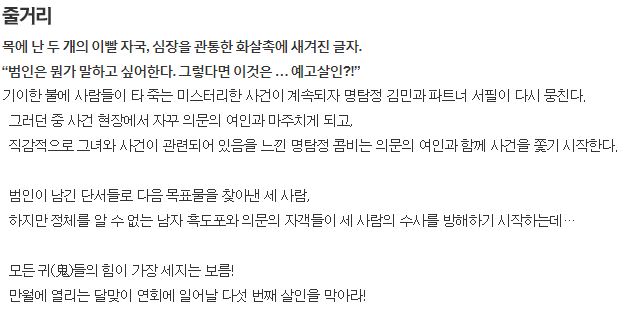 줄거리
목에 난 두 개의 이빨 자국, 심장을 관통한 화살촉에 새겨진 글자.
“범인은 뭔가 말하고 싶어한다. 그렇다면 이것은 … 예고살인?!”
기이한 불에 사람들이 타 죽는 미스터리한 사건이 계속되자 명탐정 김민과 파트너 서필이 다시 뭉친다.
그러던 중 사건 현장에서 자꾸 의문의 여인과 마주치게 되고,
직감적으로 그녀와 사건이 관련되어 있음을 느낀 명탐정 콤비는 의문의 여인과 함께 사건을 쫓기 시작한다.
범인이 남긴 단서들로 다음 목표물을 찾아낸 세 사람,
하지만 정체를 알 수 없는 남자 흑도포와 의문의 자객들이 세 사람의 수사를 방해하기 시작하는데…
모든 귀(鬼)들의 힘이 가장 세지는 보름!
만월에 열리는 달맞이 연회에 일어날 다섯 번째 살인을 막아라!